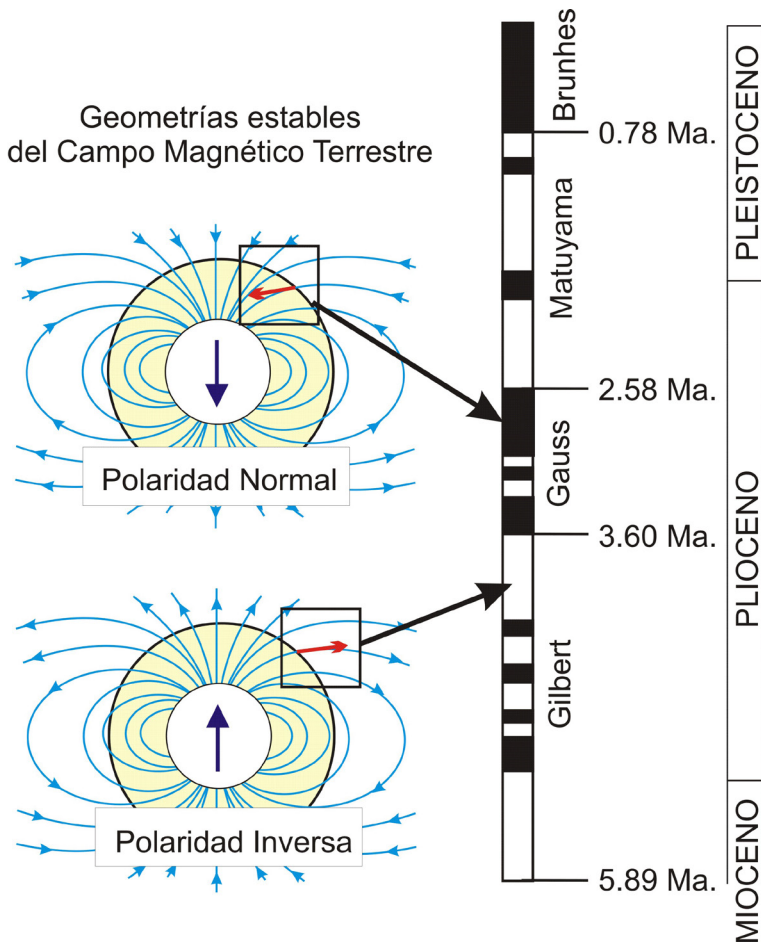 Geometrías estables
del Campo Magnético Terrestre
Polaridad Normal
Polaridad Inversa
Brunhes
Matuyama
Gauss
Gilbert
0.78 Ma.
2.58 Ma.
3.60 Ma.
5.89 Ma.
PLEISTOCENO
PLIOCENO
MIOCENO